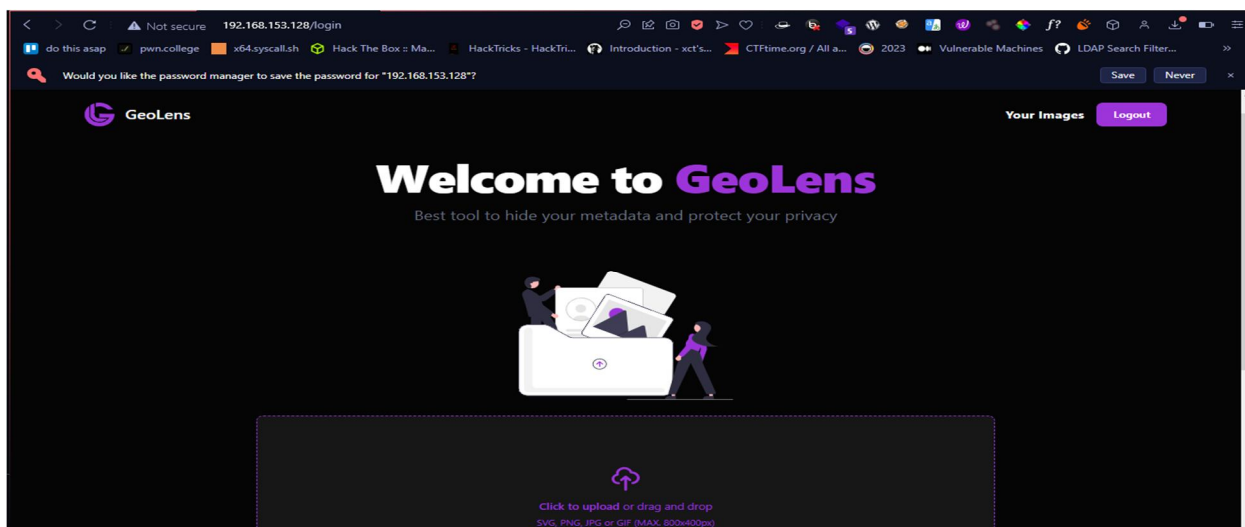 Not secure 192.168.153.128/login
do this asap pwn.college x64.syscall.sh Hack The Box :: Ma... HackTricks - HackTri... Introduction - xct's... CTFtime.org / All a... 2023 Vulnerable Machines LDAP Search Filter... »
Would you like the password manager to save the password for "192.168.153.128"? Save Never ×
GeoLens Your Images Logout
Welcome to GeoLens
Best tool to hide your metadata and protect your privacy
Click to upload or drag and drop
SVG, PNG, JPG or GIF (MAX. 800x400px)